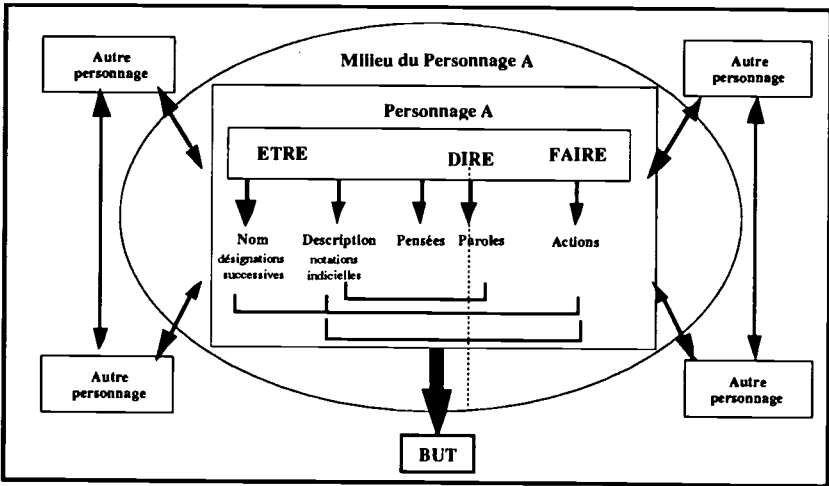 Autre
personnage
Milieu du Personnage A
Autre
personnage
Personnage A
ETRE DIRE FAIRE
Nom Description Pensées Paroles Actions
désignations notations
successives indicielles
Autre
personnage
Autre
personnage
BUT